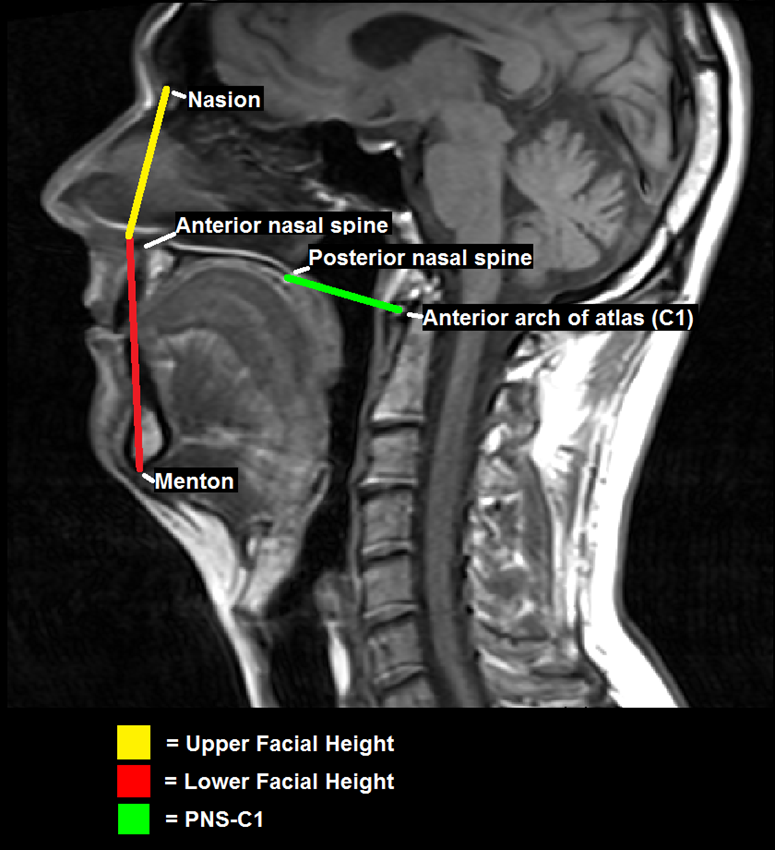 Nasion
Anterior nasal spine
Posterior nasal spine
Anterior arch of atlas (C1)
Menton
= Upper Facial Height
= Lower Facial Height
= PNS-C1